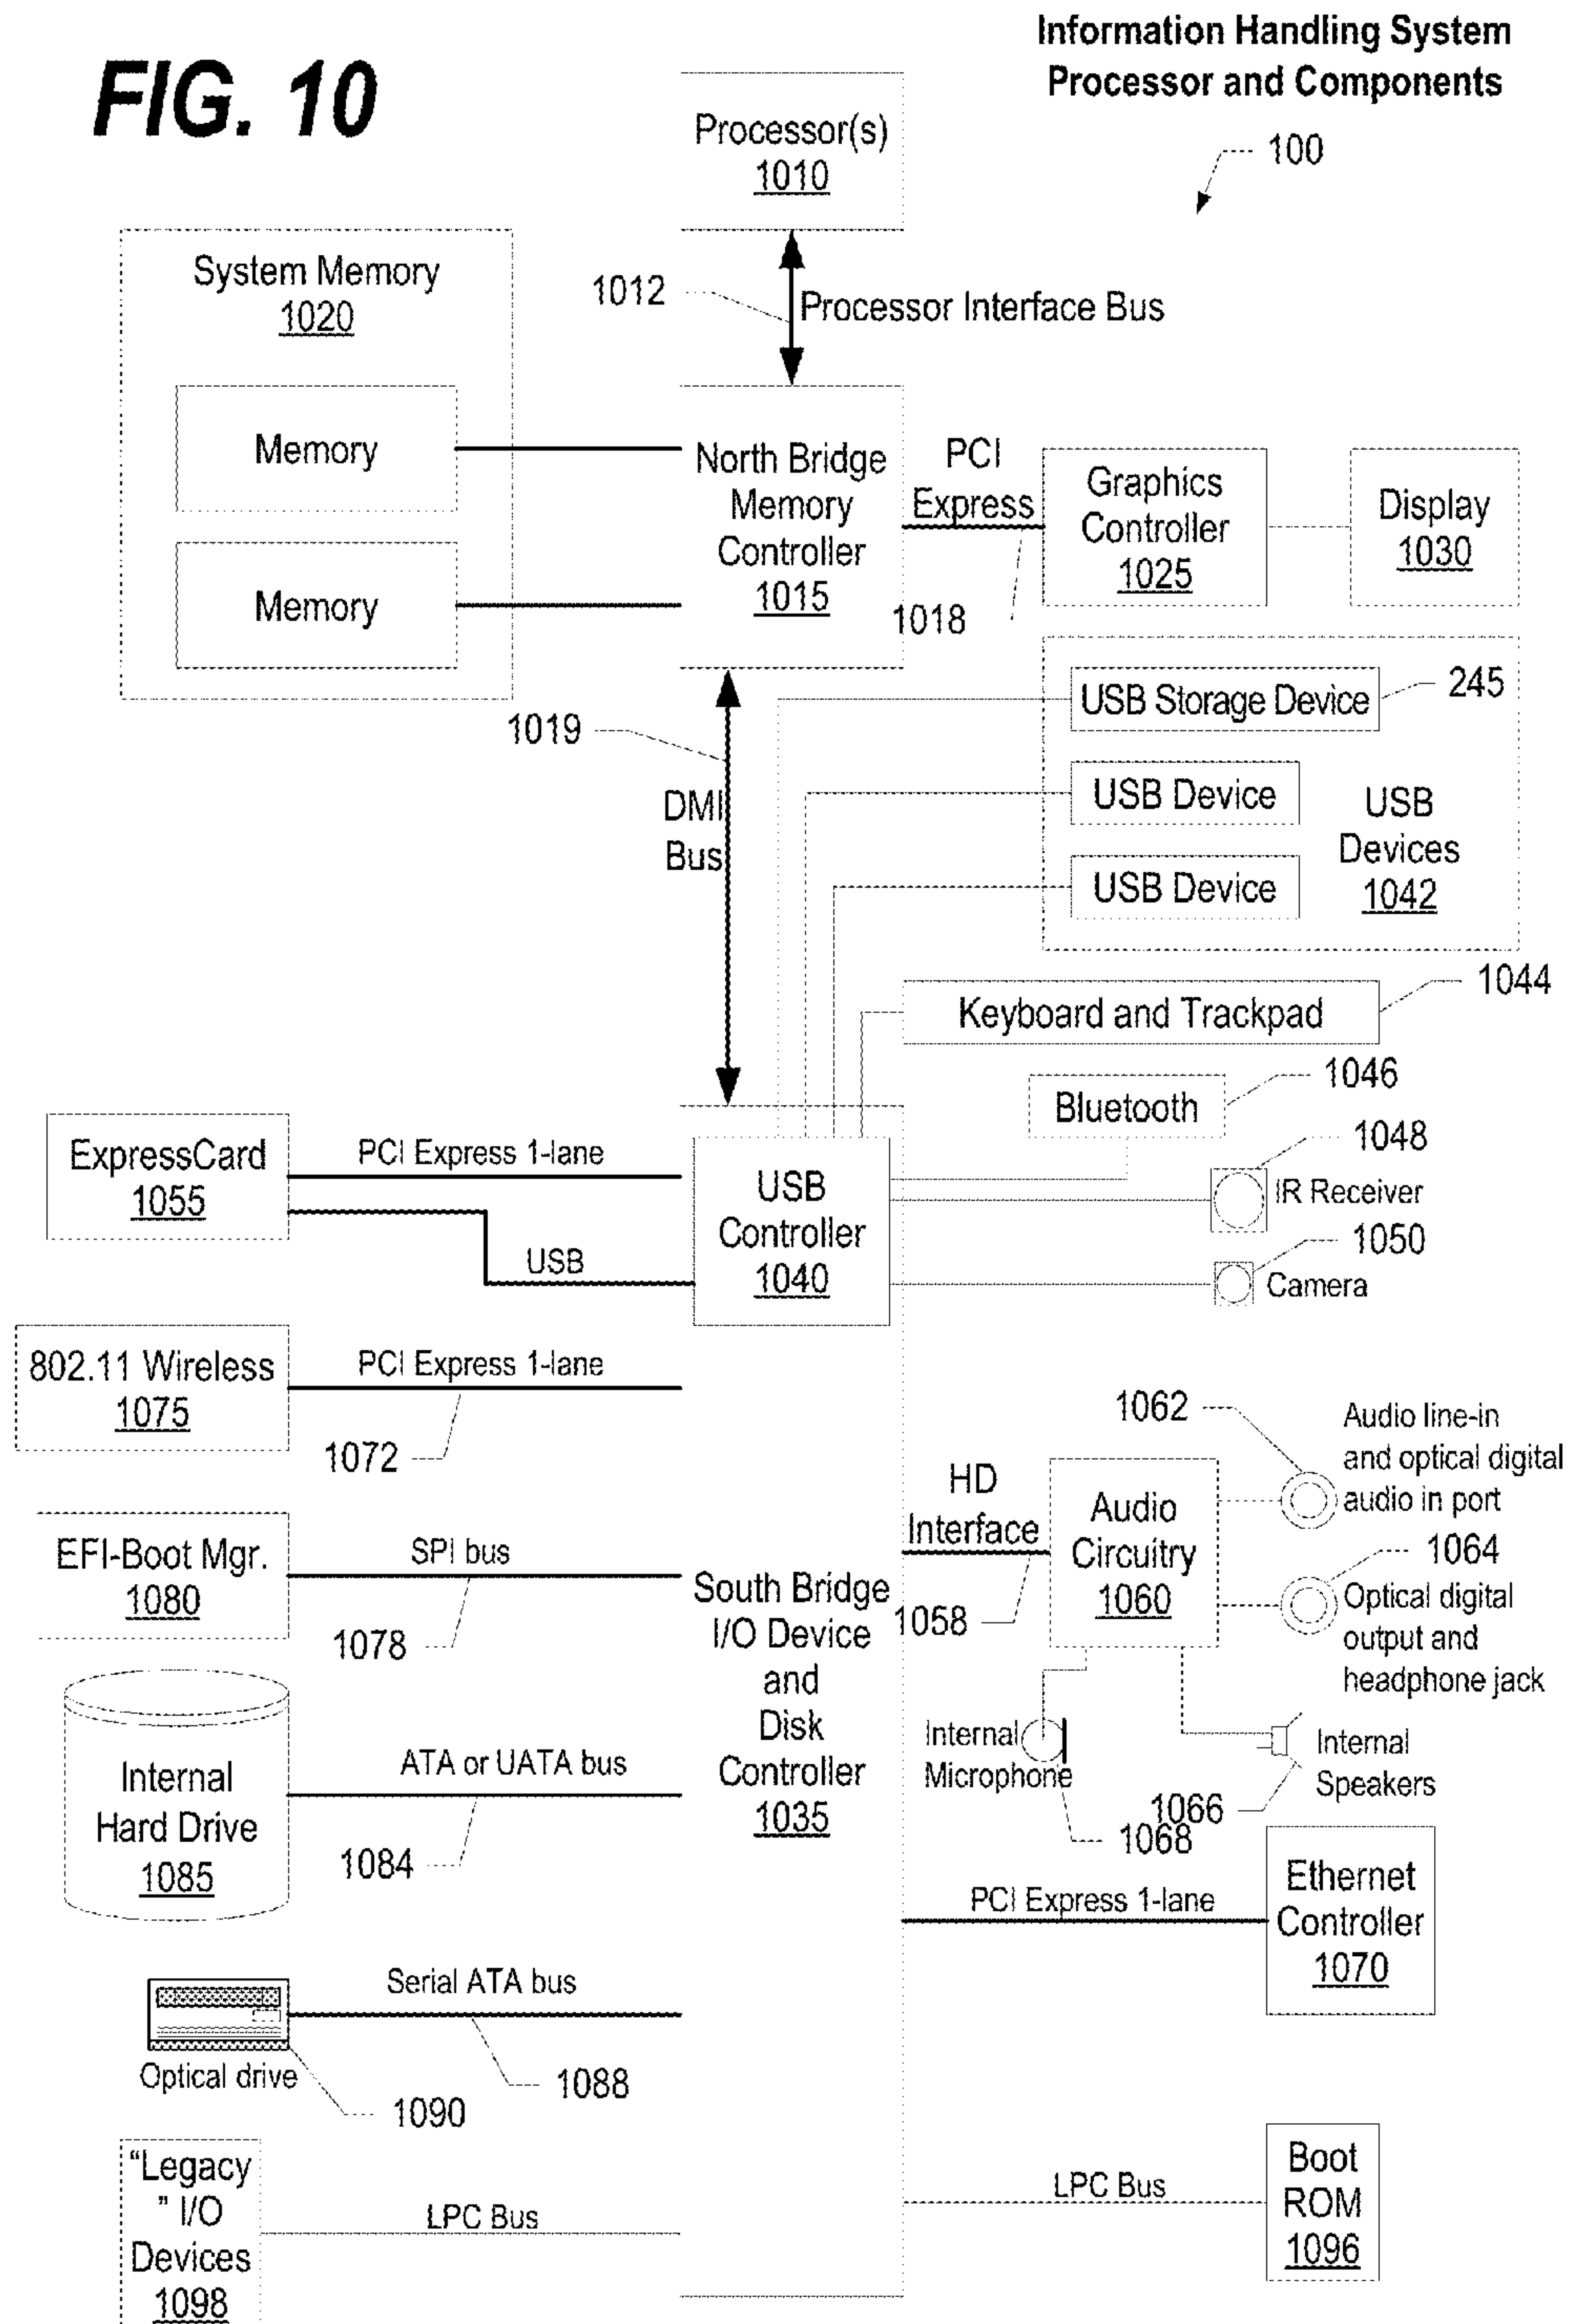 FIG. 10
Information Handling System
Processor and Components
100
Processor(s)
1010
1012
Processor Interface Bus
System Memory
1020
Memory
Memory
North Bridge
Memory
Controller
1015
PCI
Express
1018
Graphics
Controller
1025
Display
1030
1019
DMI
Bus
USB Storage Device
245
USB Device
USB Device
USB
Devices
1042
Keyboard and Trackpad
1044
Bluetooth
1046
1048
IR Receiver
1050
Camera
ExpressCard
1055
PCI Express 1-lane
USB
USB
Controller
1040
802.11 Wireless
1075
PCI Express 1-lane
1072
EFI-Boot Mgr.
1080
SPI bus
1078
South Bridge
I/O Device
and
Disk
Controller
1035
HD
Interface
1058
Audio
Circuitry
1060
1062
Audio line-in
and optical digital
audio in port
1064
Optical digital
output and
headphone jack
Internal
Microphone
1068
1066
Internal
Speakers
Internal
Hard Drive
1085
ATA or UATA bus
1084
PCI Express 1-lane
Ethernet
Controller
1070
Serial ATA bus
1088
Optical drive
1090
“Legacy
” I/O
Devices
1098
LPC Bus
LPC Bus
Boot
ROM
1096